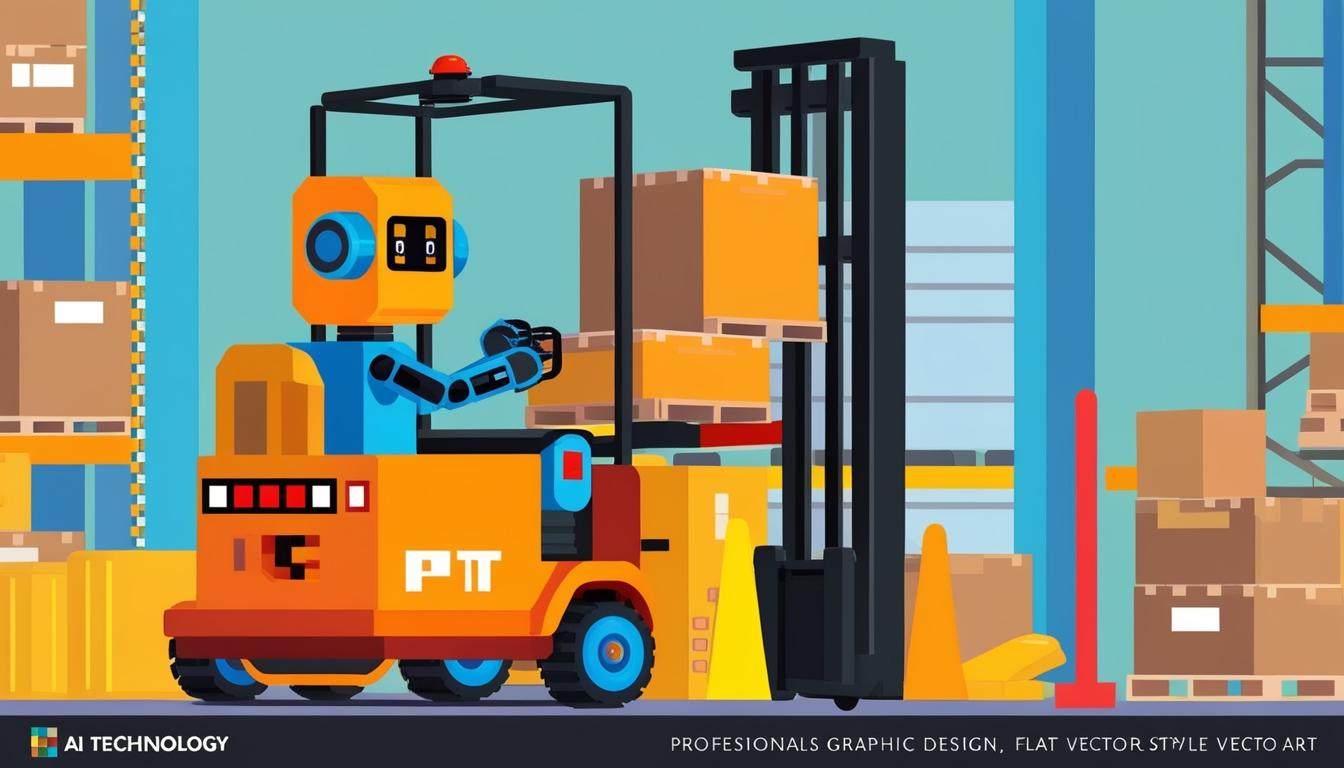 PT
AI TECHNOLOGY
PROFESIONALS GRAPHIC DESIGN, FLAT VECTOR STYLE VECTO ART